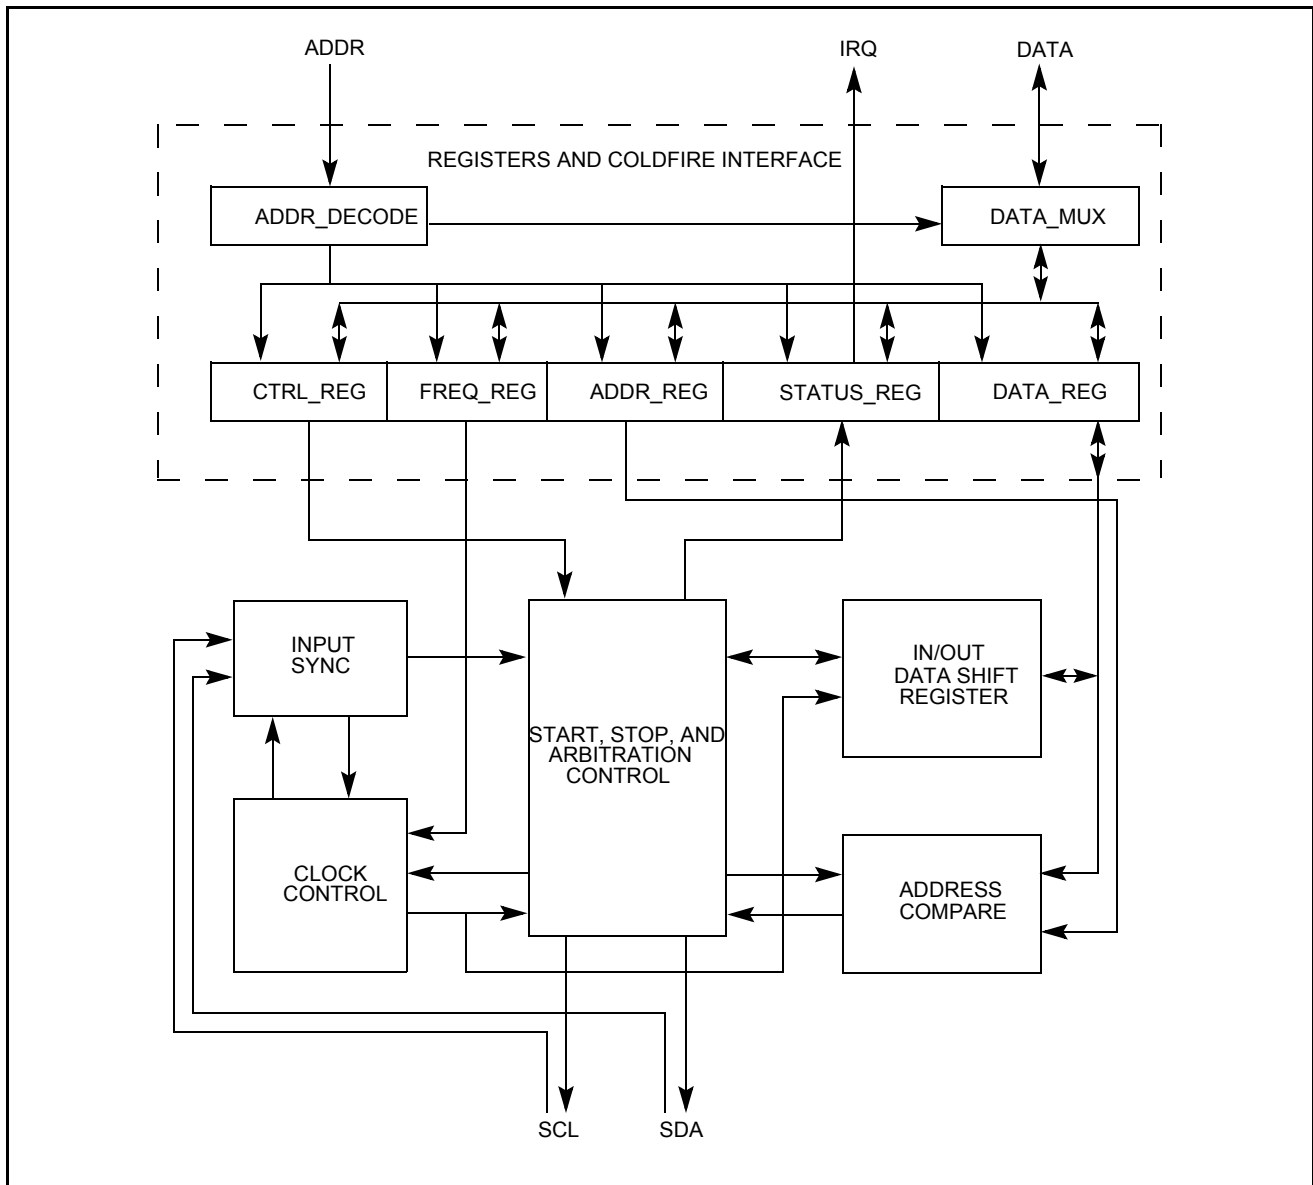 ADDR
IRQ
DATA
REGISTERS AND COLDFIRE INTERFACE
ADDR_DECODE
DATA_MUX
CTRL_REG
FREQ_REG
ADDR_REG
STATUS_REG
DATA_REG
INPUT
SYNC
IN/OUT
DATA SHIFT
REGISTER
START, STOP, AND
ARBITRATION
CONTROL
CLOCK
CONTROL
ADDRESS
COMPARE
SCL
SDA